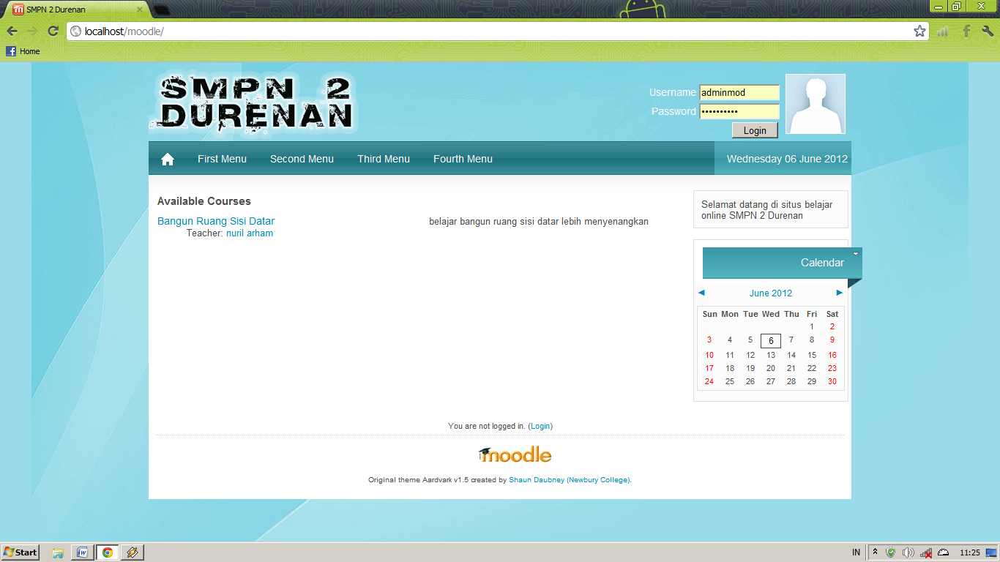 SMPN 2 Durenan
localhost/moodle/
Home
SMPN 2
DURENAN
Username adminmod
Password ••••••••••
Login
First Menu Second Menu Third Menu Fourth Menu Wednesday 06 June 2012
Available Courses
Bangun Ruang Sisi Datar
Teacher: nuril arham
belajar bangun ruang sisi datar lebih menyenangkan
Selamat datang di situs belajar
online SMPN 2 Durenan
Calendar
June 2012
Sun Mon Tue Wed Thu Fri Sat
1 2
3 4 5 6 7 8 9
10 11 12 13 14 15 16
17 18 19 20 21 22 23
24 25 26 27 28 29 30
You are not logged in. (Login)
moodle
Original theme Aardvark v1.5 created by Shaun Daubney (Newbury College).
Start
IN
11:25